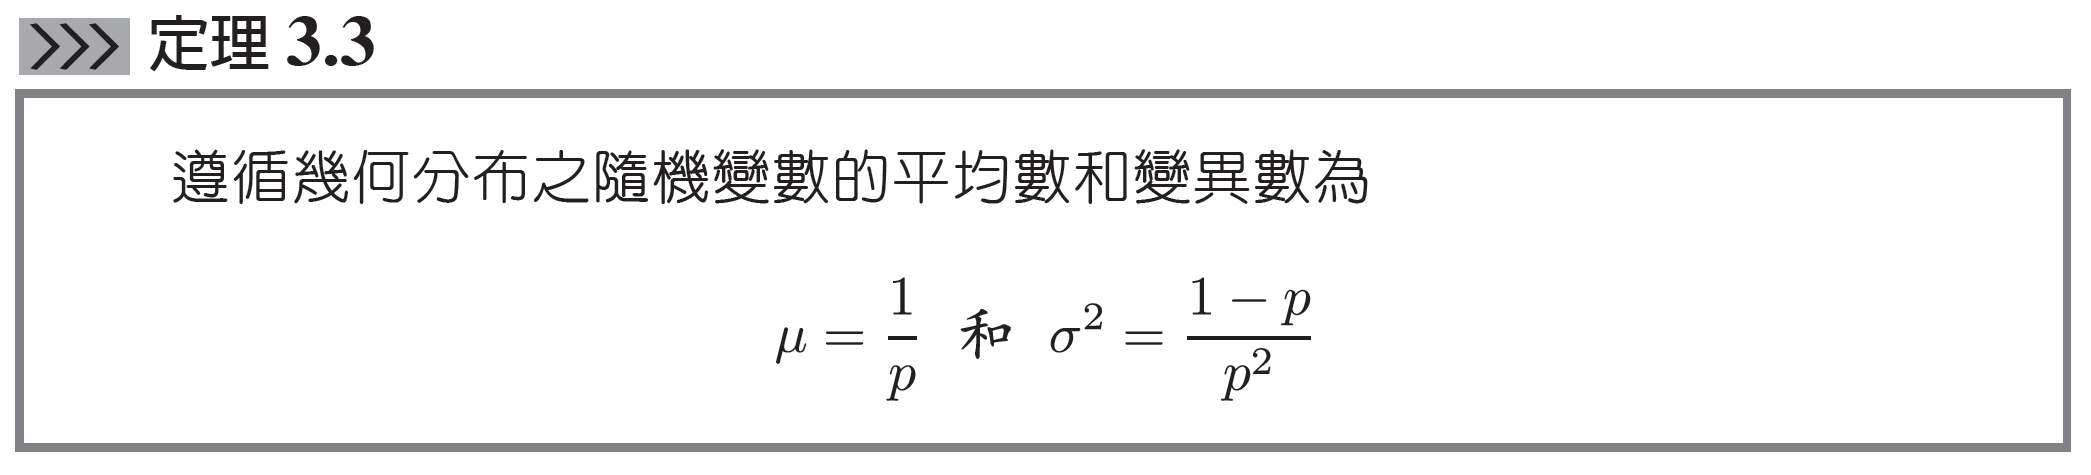 定理 3.3
遵循幾何分布之隨機變數的平均數和變異數為
μ = 1/p 和 σ² = (1 − p)/p²